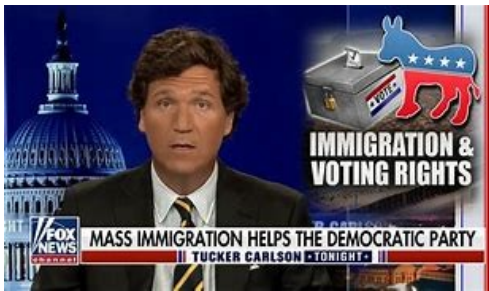 VOTE
IMMIGRATION &
VOTING RIGHTS
FOX
NEWS
channel
MASS IMMIGRATION HELPS THE DEMOCRATIC PARTY
TUCKER CARLSON TONIGHT